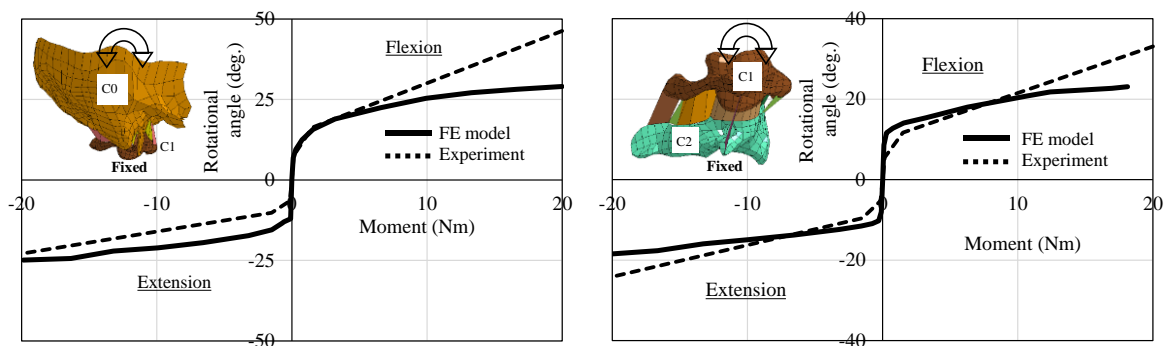 50
Flexion
C0
25
Rotational
angle (deg.)
FE model
Experiment
C1
Fixed
0
-20
-10
0
10
20
Moment (Nm)
-25
Extension
-50
40
Flexion
C1
20
Rotational
angle (deg.)
FE model
Experiment
C2
Fixed
0
-20
-10
0
10
20
Moment (Nm)
-20
Extension
-40